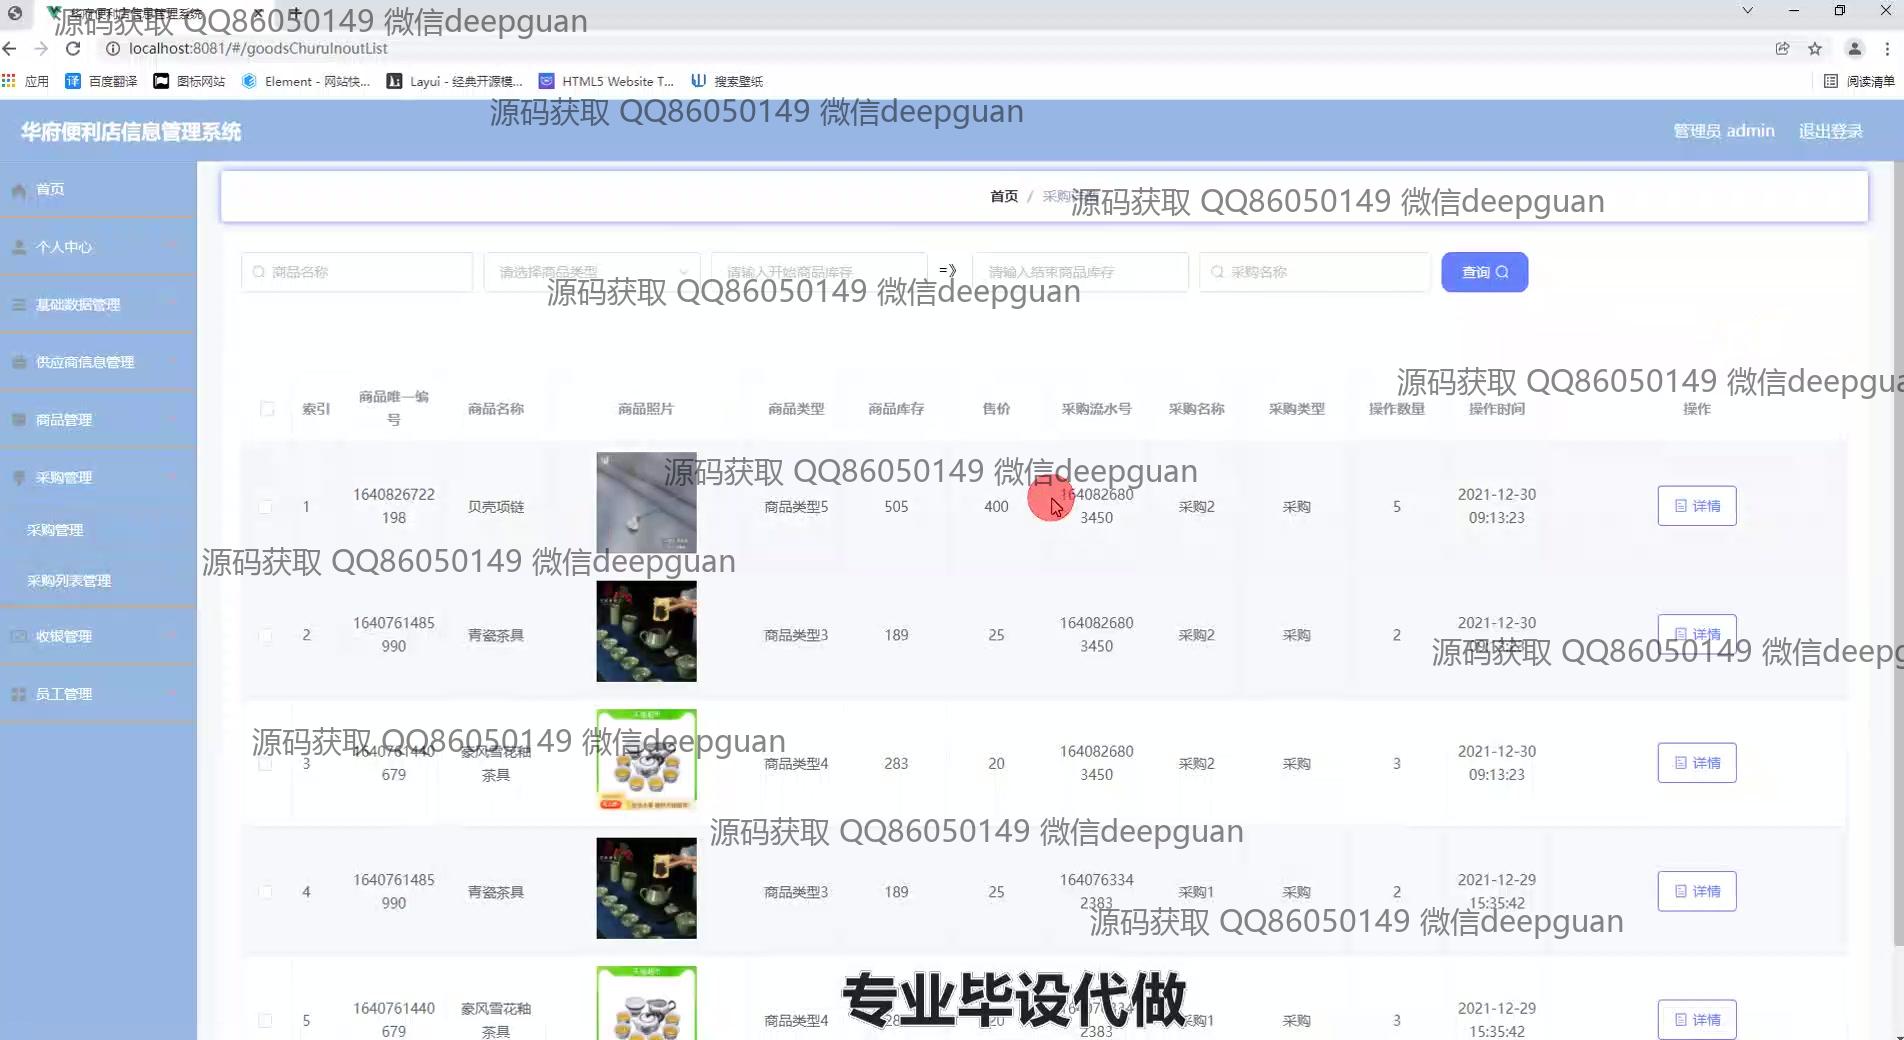 华府便利店信息管理系统
源码获取 QQ86050149 微信deepguan
localhost:8081/#/goodsChuruInoutList
应用 百度翻译 图标网站 Element - 网站快... Layui - 经典开源模... HTML5 Website T... 搜索壁纸 阅读清单
源码获取 QQ86050149 微信deepguan
华府便利店信息管理系统 管理员 admin 退出登录
首页
个人中心
基础数据管理
供应商信息管理
商品管理
采购管理
采购管理
采购列表管理
收银管理
员工管理
首页 / 采购
源码获取 QQ86050149 微信deepguan
商品名称 请选择商品类型 请输入开始商品库存 =》 请输入结束商品库存 采购名称 查询
源码获取 QQ86050149 微信deepguan
源码获取 QQ86050149 微信deepgua
索引 商品唯一编号 商品名称 商品照片 商品类型 商品库存 售价 采购流水号 采购名称 采购类型 操作数量 操作时间 操作
源码获取 QQ86050149 微信deepguan
1 1640826722198 贝壳项链 商品类型5 505 400 1640826803450 采购2 采购 5 2021-12-30 09:13:23 详情
源码获取 QQ86050149 微信deepguan
2 1640761485990 青瓷茶具 商品类型3 189 25 1640826803450 采购2 采购 2 2021-12-30 09:13:23 详情
源码获取 QQ86050149 微信deepg
源码获取 QQ86050149 微信deepguan
3 1640761440679 豪风雪花釉茶具 商品类型4 283 20 1640826803450 采购2 采购 3 2021-12-30 09:13:23 详情
源码获取 QQ86050149 微信deepguan
4 1640761485990 青瓷茶具 商品类型3 189 25 1640763342383 采购1 采购 2 2021-12-29 15:35:42 详情
源码获取 QQ86050149 微信deepguan
5 1640761440679 豪风雪花釉茶具 商品类型4 20 采购1 采购 3 2021-12-29 15:35:42 详情
专业毕设代做